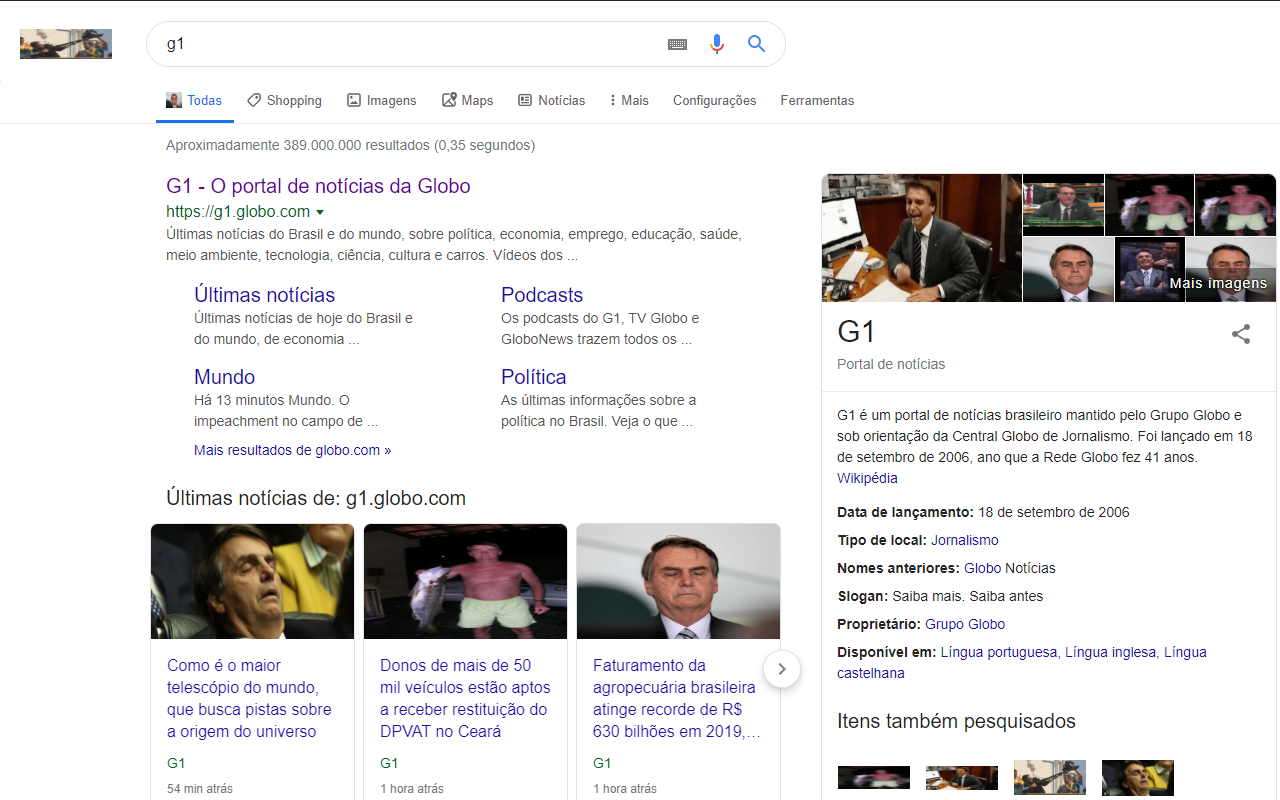 g1
Todas
Shopping
Imagens
Maps
Notícias
Mais
Configurações
Ferramentas
Aproximadamente 389.000.000 resultados (0,35 segundos)
G1 - O portal de notícias da Globo
https://g1.globo.com
Últimas notícias do Brasil e do mundo, sobre política, economia, emprego, educação, saúde,
meio ambiente, tecnologia, ciência, cultura e carros. Vídeos dos ...
Últimas notícias
Últimas notícias de hoje do Brasil e
do mundo, de economia ...
Podcasts
Os podcasts do G1, TV Globo e
GloboNews trazem todos os ...
Mundo
Há 13 minutos Mundo. O
impeachment no campo de ...
Política
As últimas informações sobre a
política no Brasil. Veja o que ...
Mais resultados de globo.com »
Últimas notícias de: g1.globo.com
Como é o maior
telescópio do mundo,
que busca pistas sobre
a origem do universo
G1
54 min atrás
Donos de mais de 50
mil veículos estão aptos
a receber restituição do
DPVAT no Ceará
G1
1 hora atrás
Faturamento da
agropecuária brasileira
atinge recorde de R$
630 bilhões em 2019,...
G1
1 hora atrás
Mais imagens
G1
Portal de notícias
G1 é um portal de notícias brasileiro mantido pelo Grupo Globo e
sob orientação da Central Globo de Jornalismo. Foi lançado em 18
de setembro de 2006, ano que a Rede Globo fez 41 anos.
Wikipédia
Data de lançamento: 18 de setembro de 2006
Tipo de local: Jornalismo
Nomes anteriores: Globo Notícias
Slogan: Saiba mais. Saiba antes
Proprietário: Grupo Globo
Disponível em: Língua portuguesa, Língua inglesa, Língua
castelhana
Itens também pesquisados